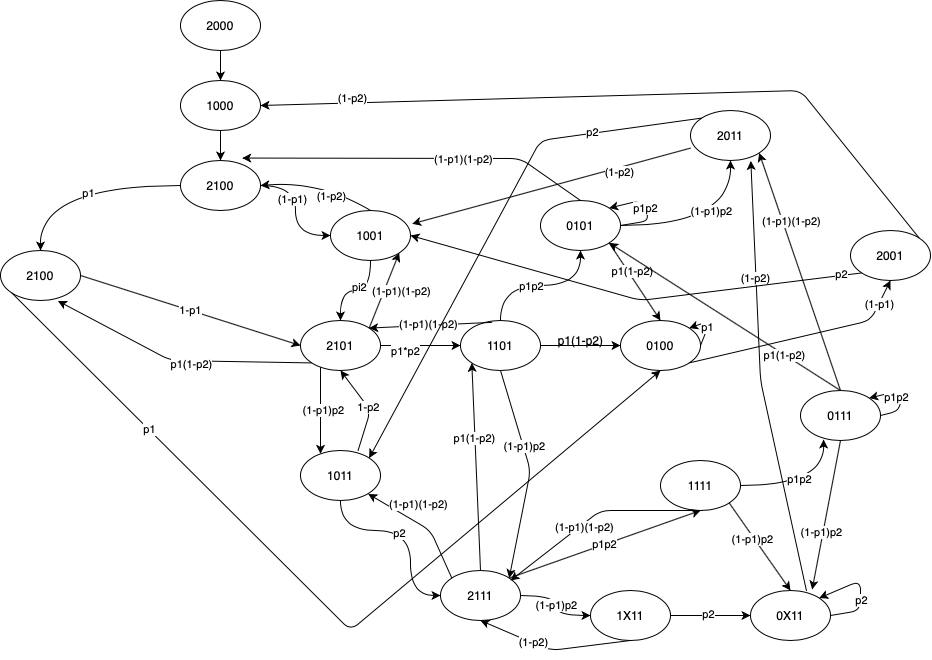 2000
1000
(1-p2)
2011
p2
(1-p1)(1-p2)
2100
(1-p2)
p1
(1-p1)
(1-p2)
p1p2
0101
(1-p1)p2
(1-p1)(1-p2)
1001
2001
2100
p1(1-p2)
p2
(1-p2)
pi2
(1-p1)(1-p2)
p1p2
(1-p1)
1-p1
(1-p1)(1-p2)
p1
2101
p1*p2
1101
p1(1-p2)
0100
p1(1-p2)
p1(1-p2)
p1p2
(1-p1)p2
1-p2
0111
p1
p1(1-p2)
(1-p1)p2
1011
p1p2
1111
(1-p1)(1-p2)
p2
(1-p1)(1-p2)
(1-p1)p2
(1-p1)p2
p1p2
2111
(1-p1)p2
p2
1X11
p2
0X11
(1-p2)